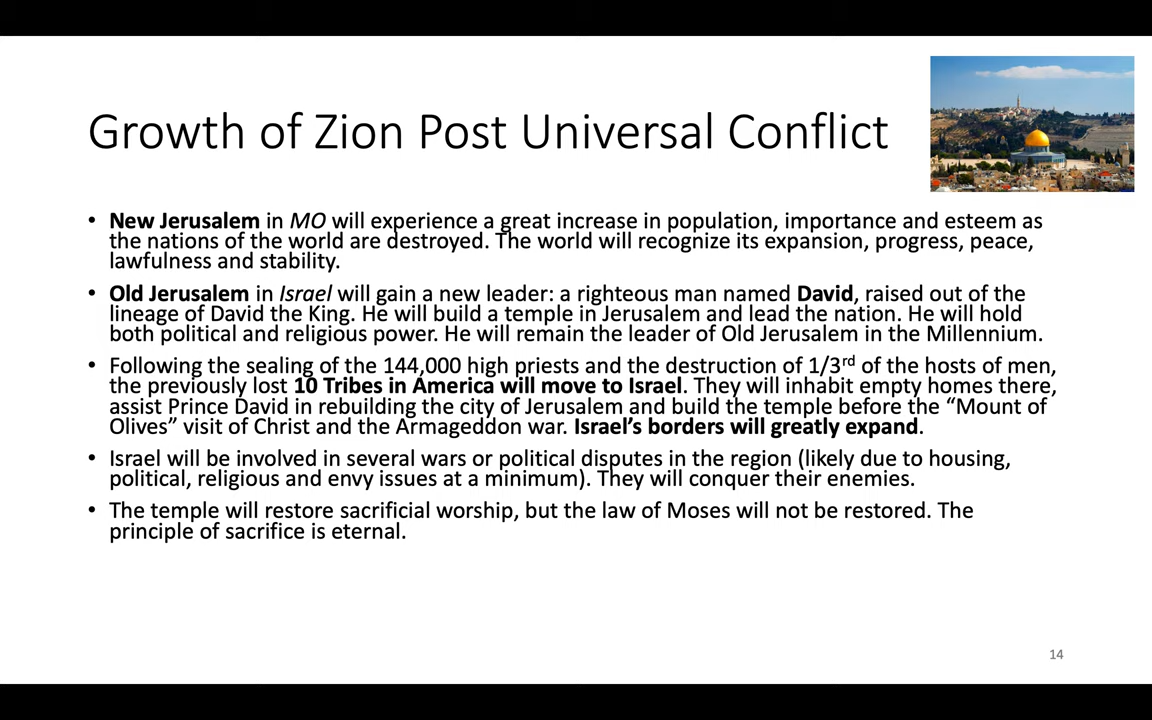 Growth of Zion Post Universal Conflict
• New Jerusalem in MO will experience a great increase in population, importance and esteem as
the nations of the world are destroyed. The world will recognize its expansion, progress, peace,
lawfulness and stability.
• Old Jerusalem in Israel will gain a new leader: a righteous man named David, raised out of the
lineage of David the King. He will build a temple in Jerusalem and lead the nation. He will hold
both political and religious power. He will remain the leader of Old Jerusalem in the Millennium.
• Following the sealing of the 144,000 high priests and the destruction of 1/3rd of the hosts of men,
the previously lost 10 Tribes in America will move to Israel. They will inhabit empty homes there,
assist Prince David in rebuilding the city of Jerusalem and build the temple before the “Mount of
Olives” visit of Christ and the Armageddon war. Israel’s borders will greatly expand.
• Israel will be involved in several wars or political disputes in the region (likely due to housing,
political, religious and envy issues at a minimum). They will conquer their enemies.
• The temple will restore sacrificial worship, but the law of Moses will not be restored. The
principle of sacrifice is eternal.
14